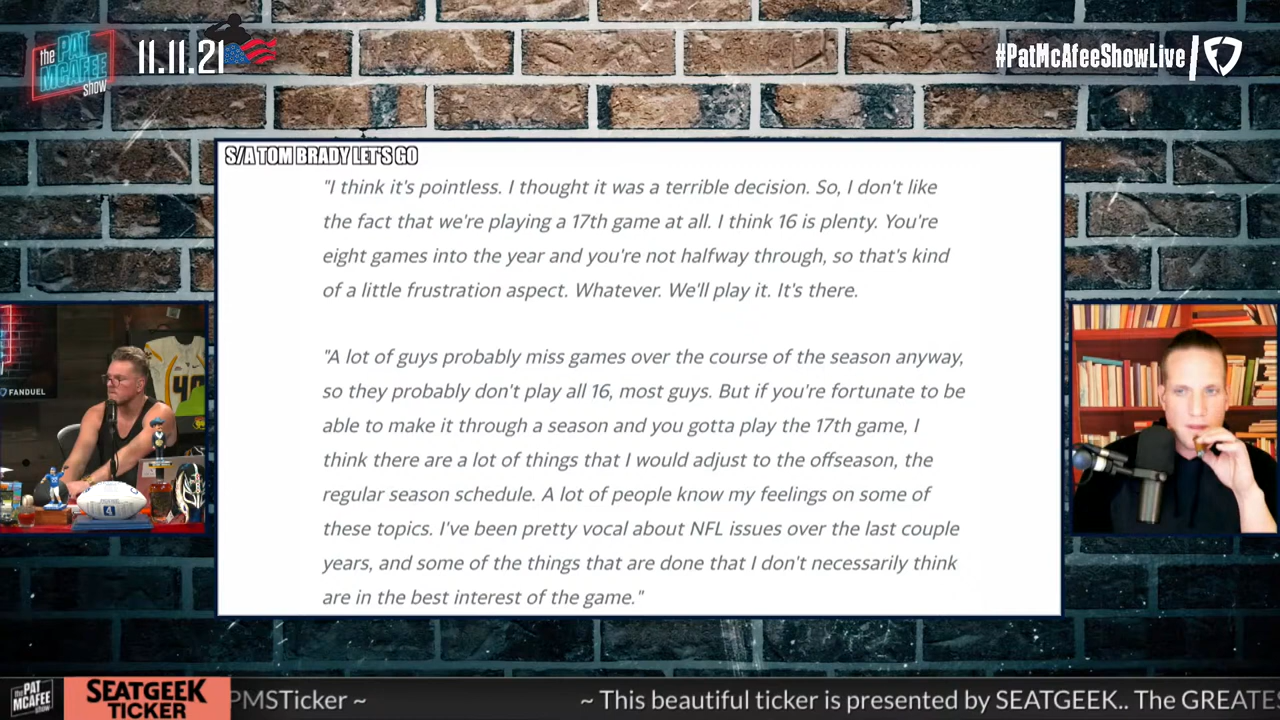 the PAT MCAFEE show
11.11.21
#PatMcAfeeShowLive
S/A TOM BRADY LET'S GO
"I think it's pointless. I thought it was a terrible decision. So, I don't like
the fact that we're playing a 17th game at all. I think 16 is plenty. You're
eight games into the year and you're not halfway through, so that's kind
of a little frustration aspect. Whatever. We'll play it. It's there.
"A lot of guys probably miss games over the course of the season anyway,
so they probably don't play all 16, most guys. But if you're fortunate to be
able to make it through a season and you gotta play the 17th game, I
think there are a lot of things that I would adjust to the offseason, the
regular season schedule. A lot of people know my feelings on some of
these topics. I've been pretty vocal about NFL issues over the last couple
years, and some of the things that are done that I don't necessarily think
are in the best interest of the game."
FANDUEL
4
the PAT MCAFEE show
SEATGEEK
TICKER
PMSTicker ~ ~ This beautiful ticker is presented by SEATGEEK.. The GREATE